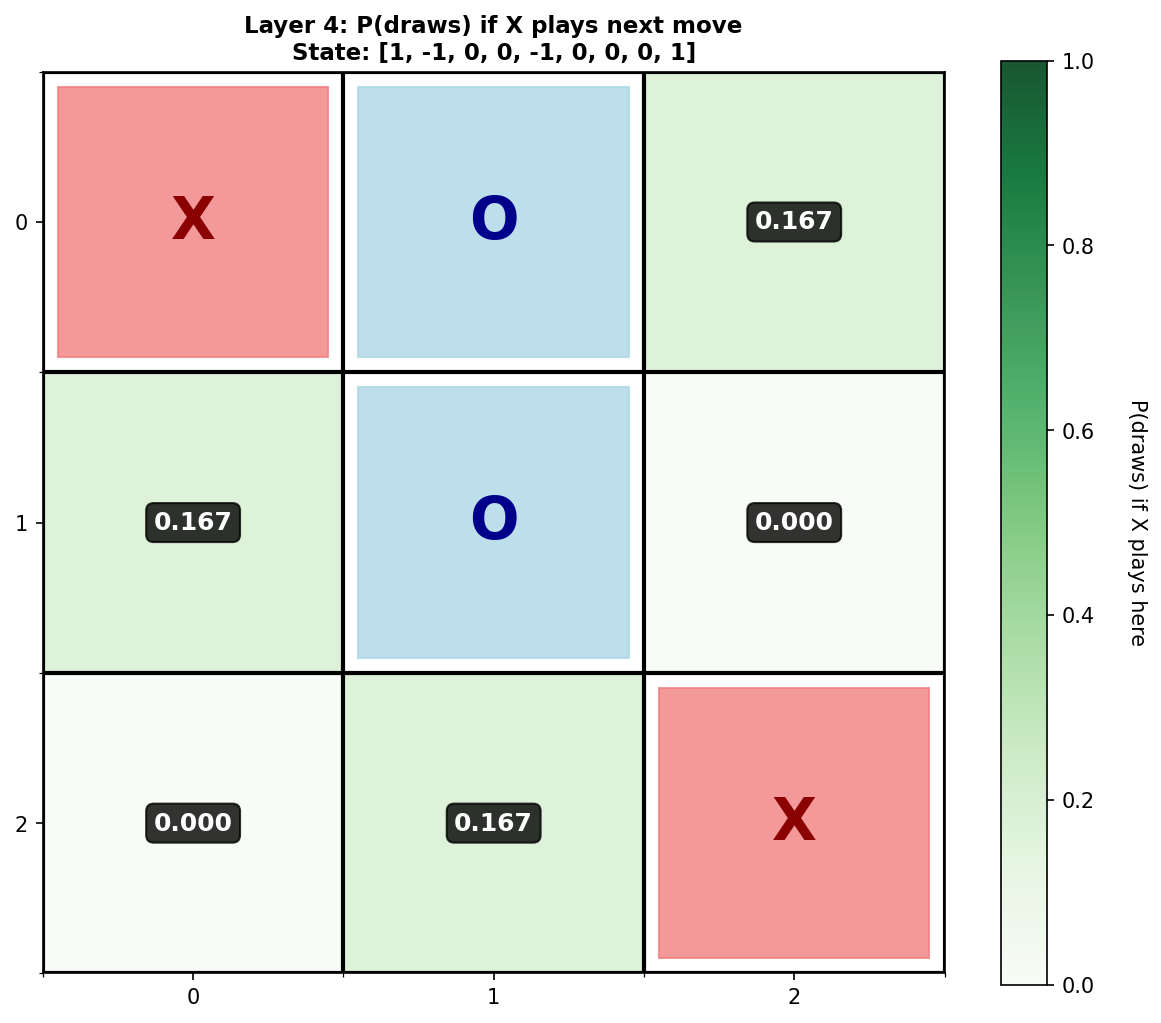 Layer 4: P(draws) if X plays next move
State: [1, -1, 0, 0, -1, 0, 0, 0, 1]
0
X
O
0.167
1
0.167
O
0.000
2
0.000
0.167
X
0
1
2
1.0
0.8
0.6
0.4
0.2
0.0
P(draws) if X plays here